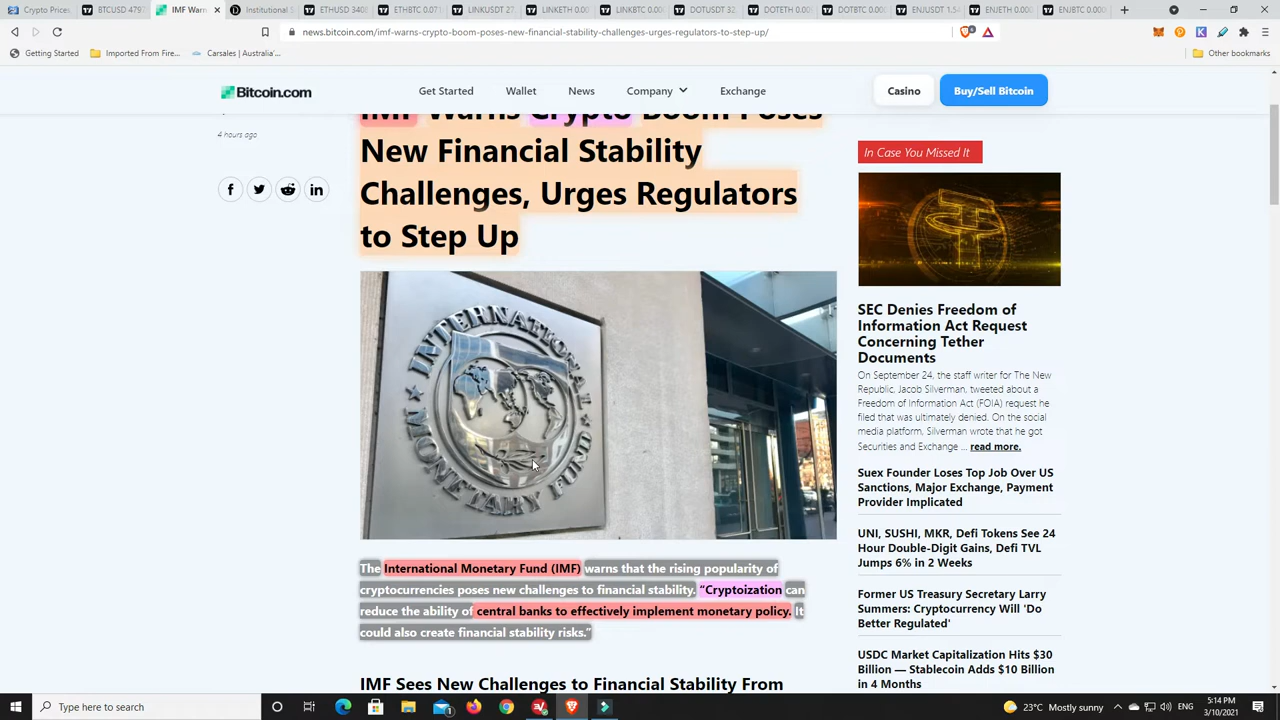 Crypto Prices
BTCUSD 4797
IMF Warn
Institutional S
ETHUSD 3408
ETHBTC 0.071
LINKUSDT 27.
LINKETH 0.00
LINKBTC 0.000
DOTUSDT 32.
DOTETH 0.00
DOTBTC 0.000
ENJUSDT 1.54
ENJETH 0.000
ENJBTC 0.000
news.bitcoin.com/imf-warns-crypto-boom-poses-new-financial-stability-challenges-urges-regulators-to-step-up/
Getting Started
Imported From Fire...
Carsales | Australia'...
Other bookmarks
Bitcoin.com
Get Started
Wallet
News
Company
Exchange
Casino
Buy/Sell Bitcoin
4 hours ago
IMF Warns Crypto Boom Poses
New Financial Stability
Challenges, Urges Regulators
to Step Up
INTERNATIONAL
MONETARY FUND
The International Monetary Fund (IMF) warns that the rising popularity of
cryptocurrencies poses new challenges to financial stability. “Cryptoization can
reduce the ability of central banks to effectively implement monetary policy. It
could also create financial stability risks.”
IMF Sees New Challenges to Financial Stability From
In Case You Missed It
SEC Denies Freedom of
Information Act Request
Concerning Tether
Documents
On September 24, the staff writer for The New
Republic, Jacob Silverman, tweeted about a
Freedom of Information Act (FOIA) request he
filed that was ultimately denied. On the social
media platform, Silverman wrote that he got
Securities and Exchange ... read more.
Suex Founder Loses Top Job Over US
Sanctions, Major Exchange, Payment
Provider Implicated
UNI, SUSHI, MKR, Defi Tokens See 24
Hour Double-Digit Gains, Defi TVL
Jumps 6% in 2 Weeks
Former US Treasury Secretary Larry
Summers: Cryptocurrency Will 'Do
Better Regulated'
USDC Market Capitalization Hits $30
Billion — Stablecoin Adds $10 Billion
in 4 Months
Type here to search
23°C Mostly sunny
5:14 PM
3/10/2021